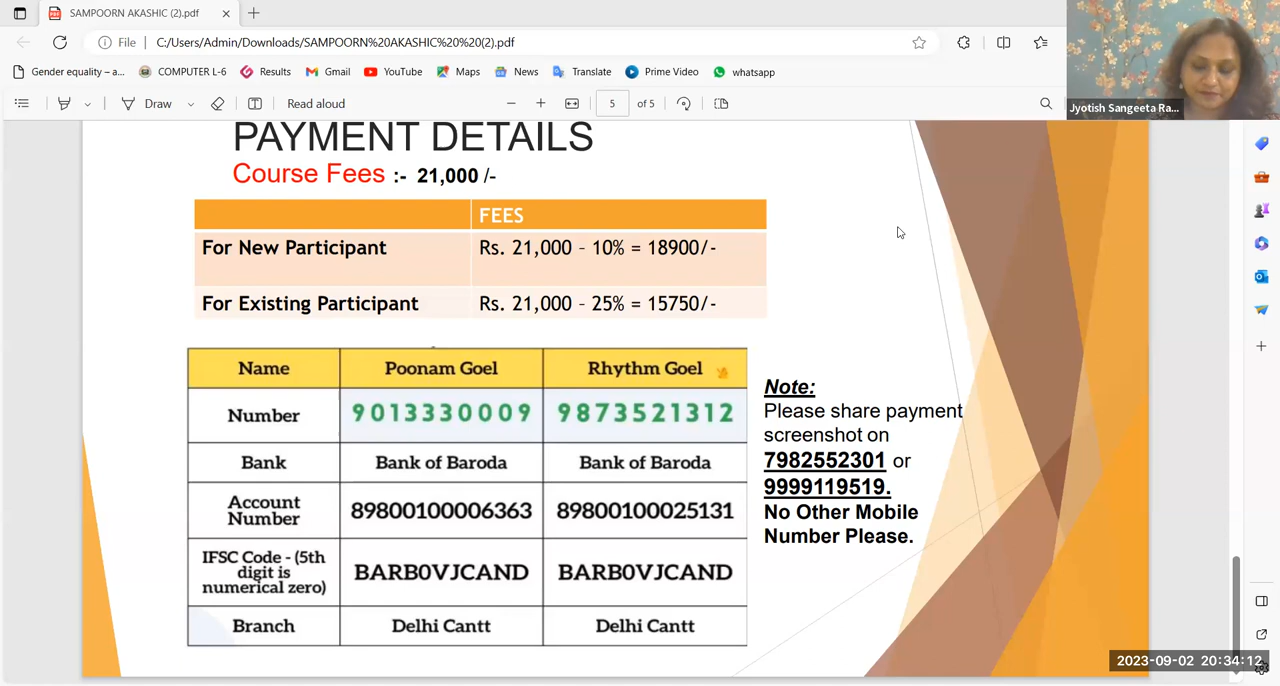 SAMPOORN AKASHIC (2).pdf
File
C:/Users/Admin/Downloads/SAMPOORN%20AKASHIC%20%20(2).pdf
Gender equality – a...
COMPUTER L-6
Results
Gmail
YouTube
Maps
News
Translate
Prime Video
whatsapp
Draw
Read aloud
5
of 5
Jyotish Sangeeta Ra...
PAYMENT DETAILS
Course Fees :- 21,000 /-
FEES
For New Participant
Rs. 21,000 – 10% = 18900/-
For Existing Participant
Rs. 21,000 – 25% = 15750/-
Name
Poonam Goel
Rhythm Goel
Number
9013330009
9873521312
Bank
Bank of Baroda
Bank of Baroda
Account
Number
89800100006363
89800100025131
IFSC Code - (5th
digit is
numerical zero)
BARB0VJCAND
BARB0VJCAND
Branch
Delhi Cantt
Delhi Cantt
Note:
Please share payment
screenshot on
7982552301 or
9999119519.
No Other Mobile
Number Please.
2023-09-02 20:34:12